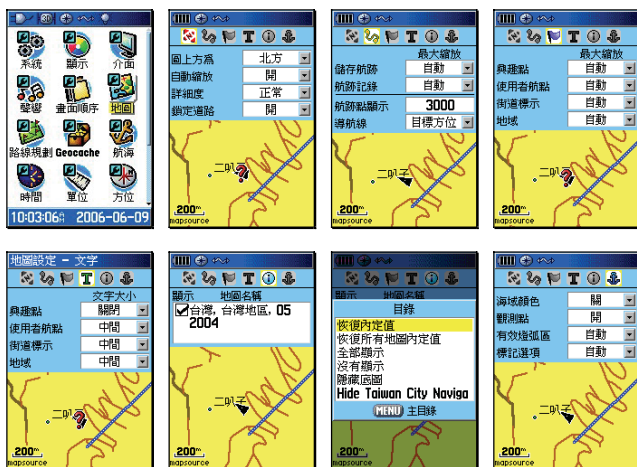 系統 顯示 介面
聲響 畫面順序 地圖
路線規劃 Geocache 航海
時間 單位 方位
10:03:06 2006-06-09
圖上方為 北方
自動縮放 開
詳細度 正常
鎖定道路 開
二叭子
200m
mapsource
最大縮放
儲存航跡 自動
航跡記錄 自動
航跡點顯示 3000
導航線 目標方位
二叭子
200m
mapsource
最大縮放
興趣點 自動
使用者航點 自動
街道標示 自動
地域 自動
二叭子
200m
mapsource
地圖設定 - 文字
文字大小
興趣點 關閉
使用者航點 中間
街道標示 中間
地域 中間
二叭子
200m
mapsource
顯示 地圖名稱
台灣, 台灣地區, 05
2004
二叭子
200m
mapsource
顯示 地圖名稱
目錄
恢復內定值
恢復所有地圖內定值
全部顯示
沒有顯示
隱藏底圖
Hide Taiwan City Naviga
MENU 主目錄
200m
mapsource
海域顏色 開
觀測點 開
有效燈弧區 自動
標記選項 自動
二叭子
200m
mapsource